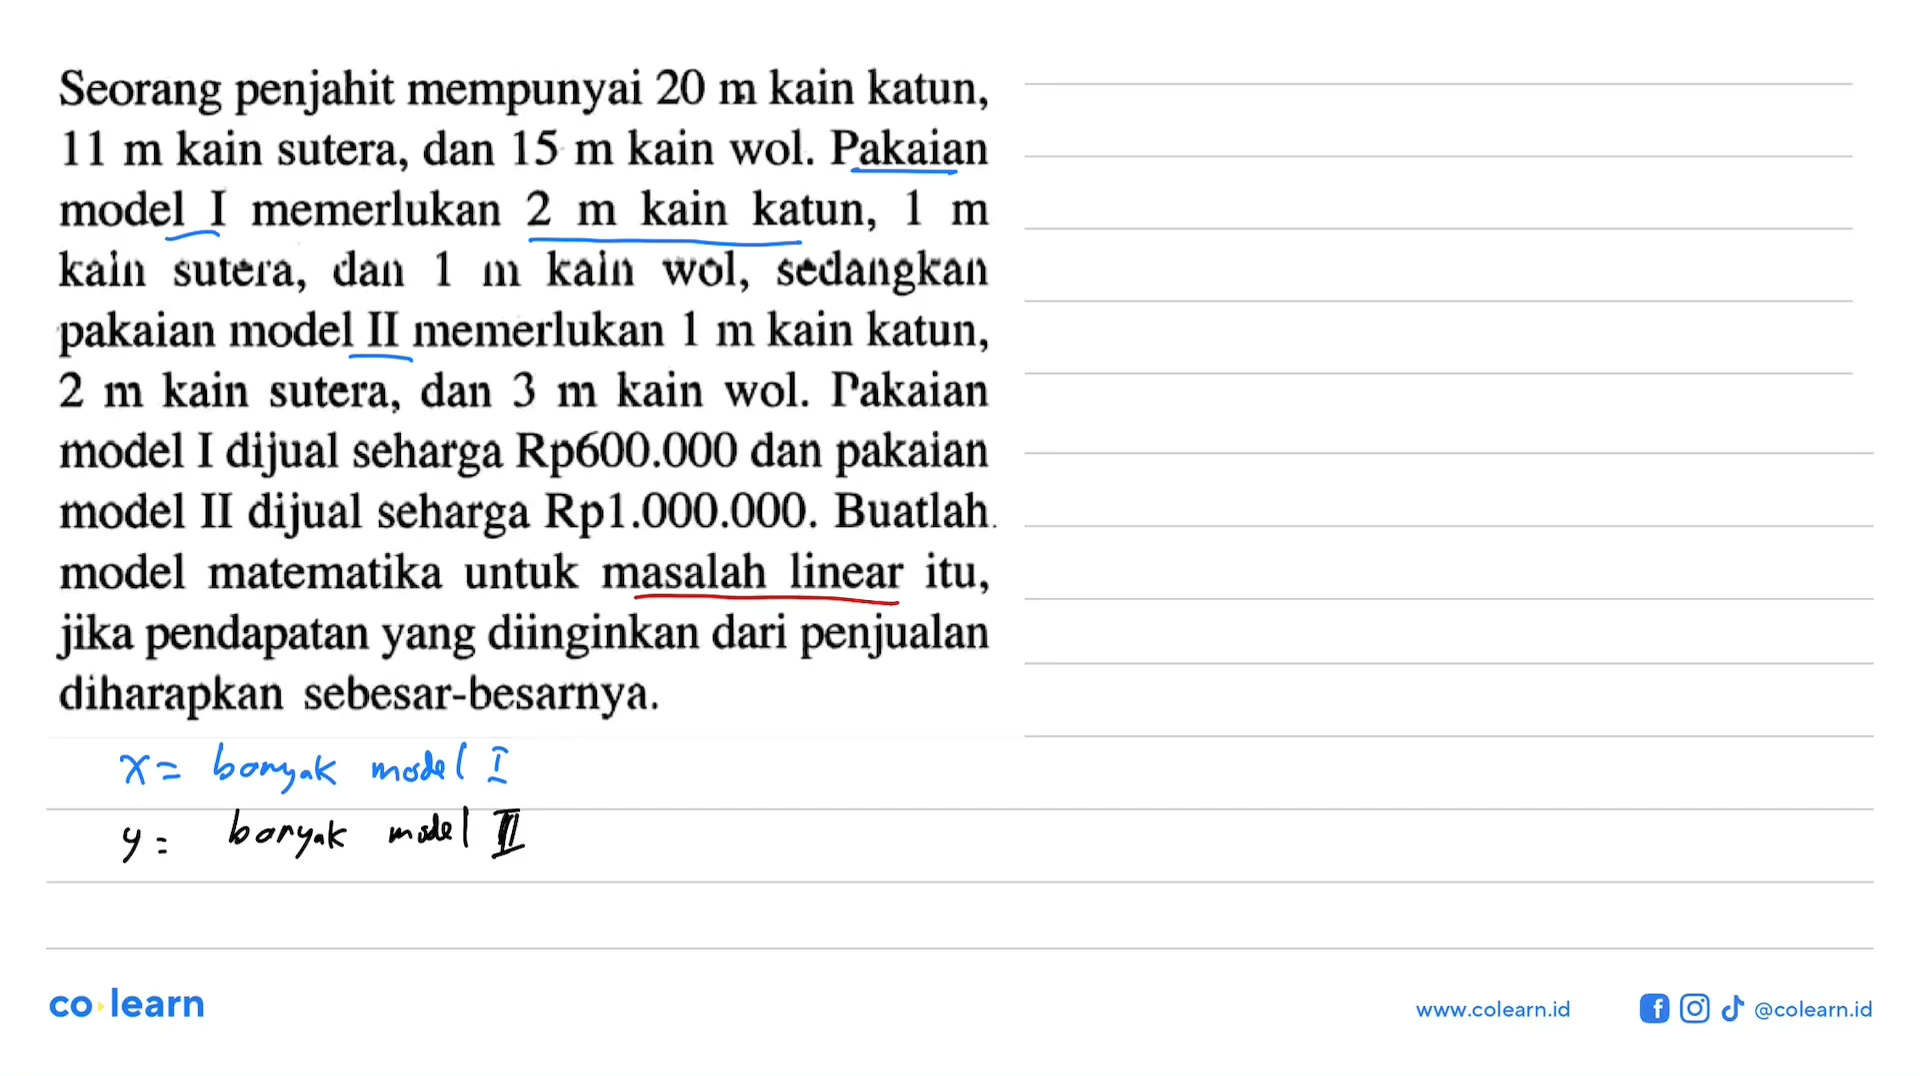 Seorang penjahit mempunyai 20 m kain katun,
11 m kain sutera, dan 15 m kain wol. Pakaian
model I memerlukan 2 m kain katun, 1 m
kain sutera, dan 1 m kain wol, sedangkan
pakaian model II memerlukan 1 m kain katun,
2 m kain sutera, dan 3 m kain wol. Pakaian
model I dijual seharga Rp600.000 dan pakaian
model II dijual seharga Rp1.000.000. Buatlah
model matematika untuk masalah linear itu,
jika pendapatan yang diinginkan dari penjualan
diharapkan sebesar-besarnya.
x = banyak model I
y = banyak model II
co learn
www.colearn.id
@colearn.id